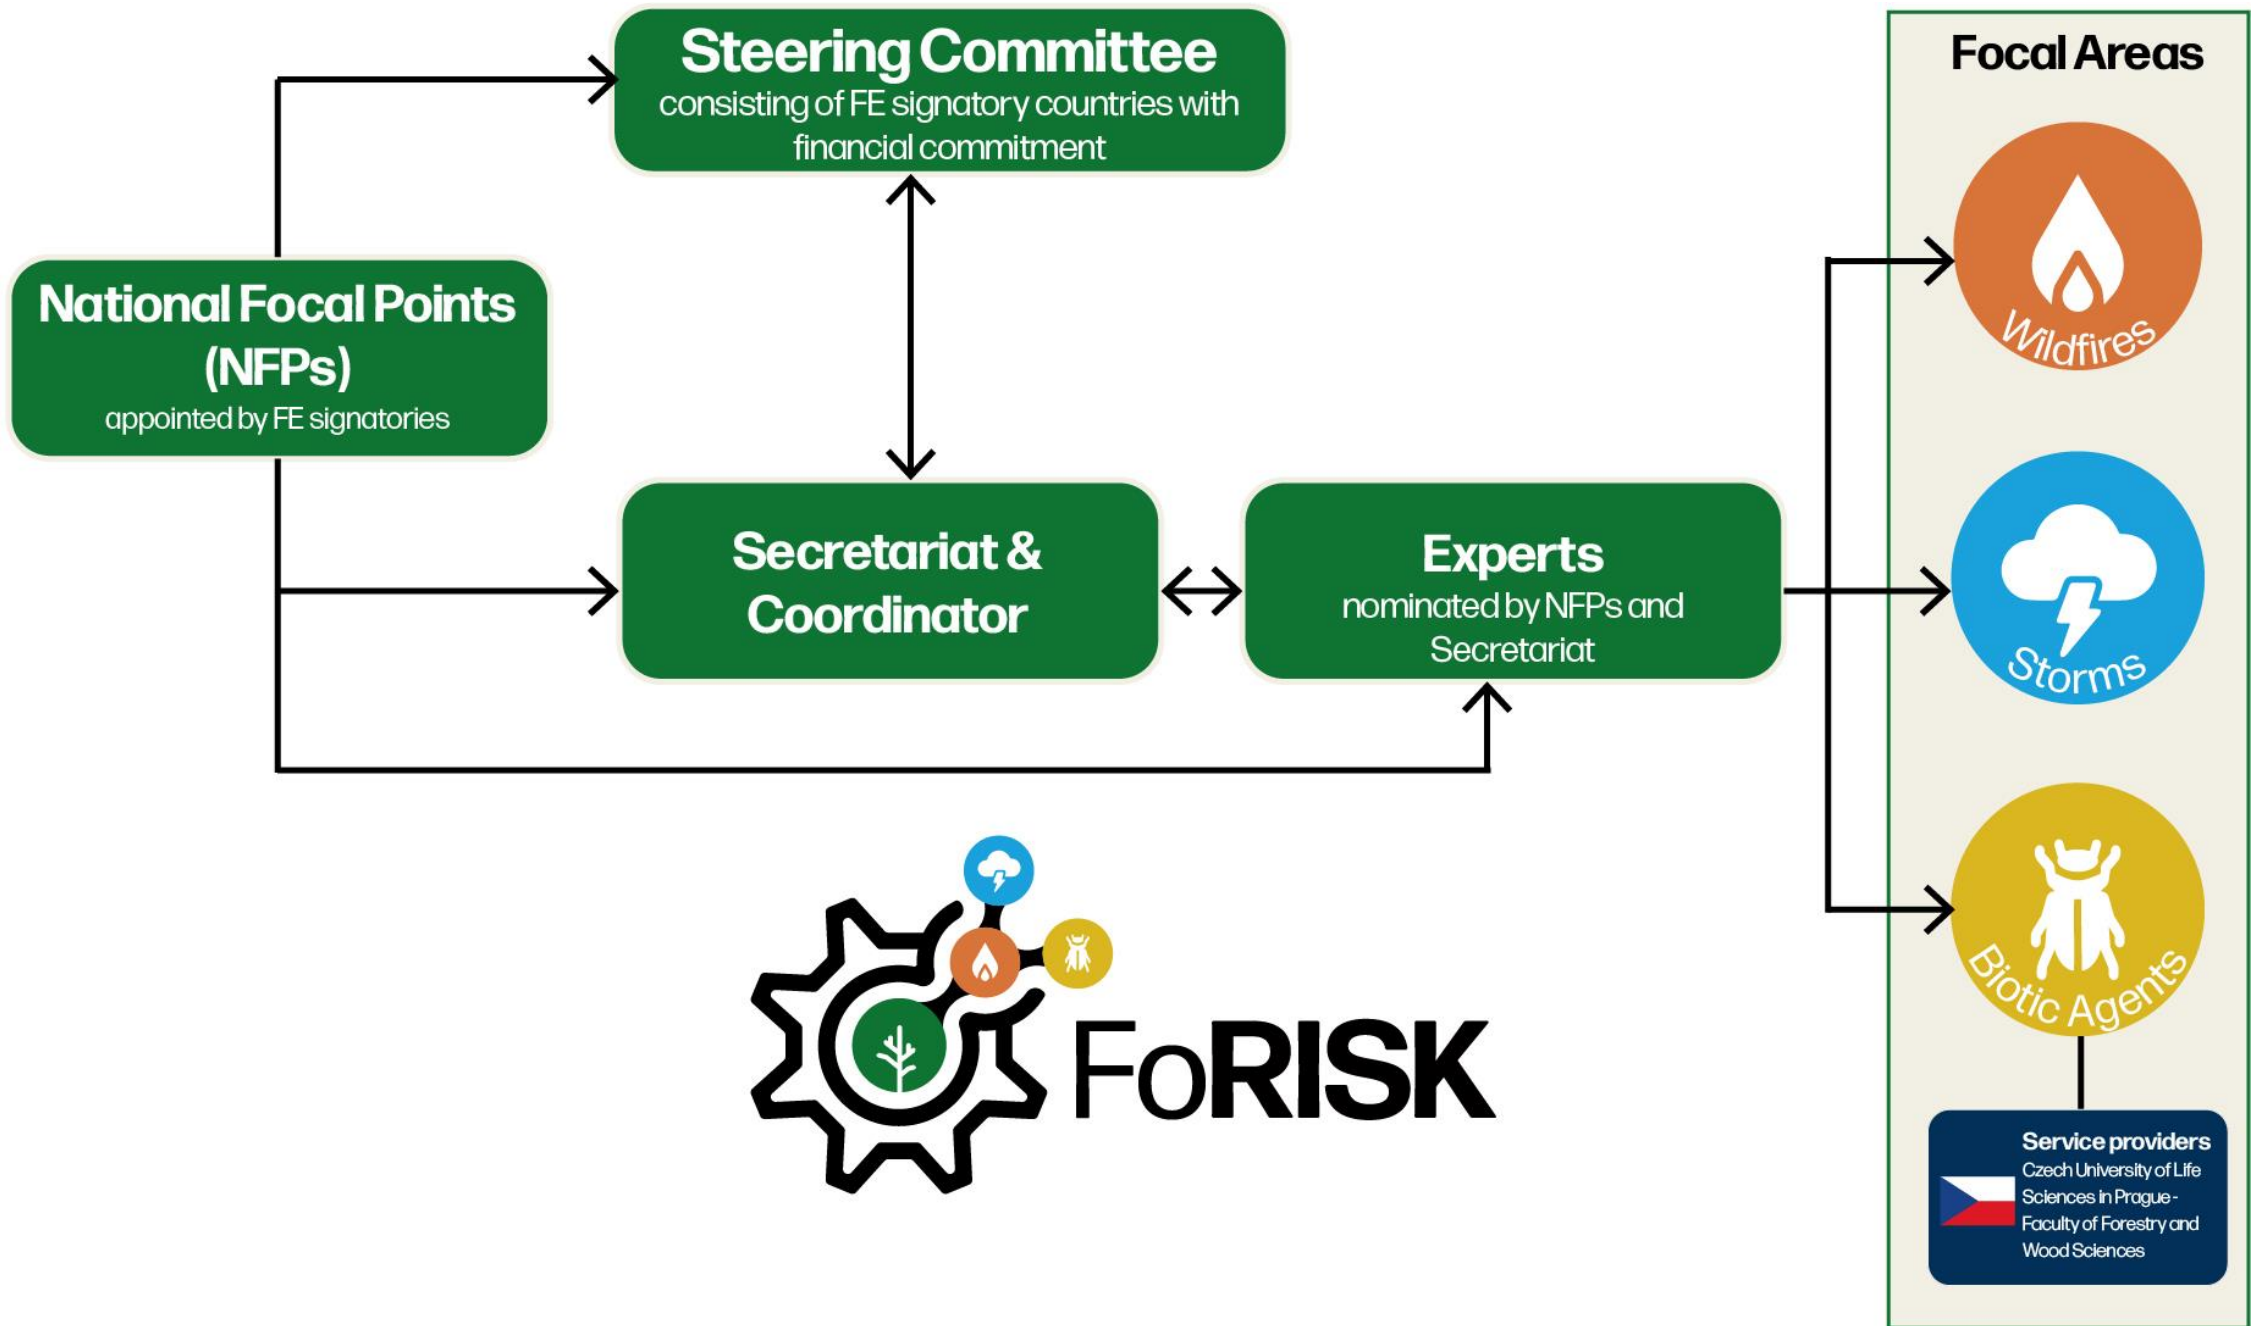 Steering Committee
consisting of FE signatory countries with
financial commitment
National Focal Points
(NFPs)
appointed by FE signatories
Secretariat &
Coordinator
Experts
nominated by NFPs and
Secretariat
Focal Areas
Wildfires
Storms
Biotic Agents
Service providers
Czech University of Life
Sciences in Prague -
Faculty of Forestry and
Wood Sciences
FoRISK